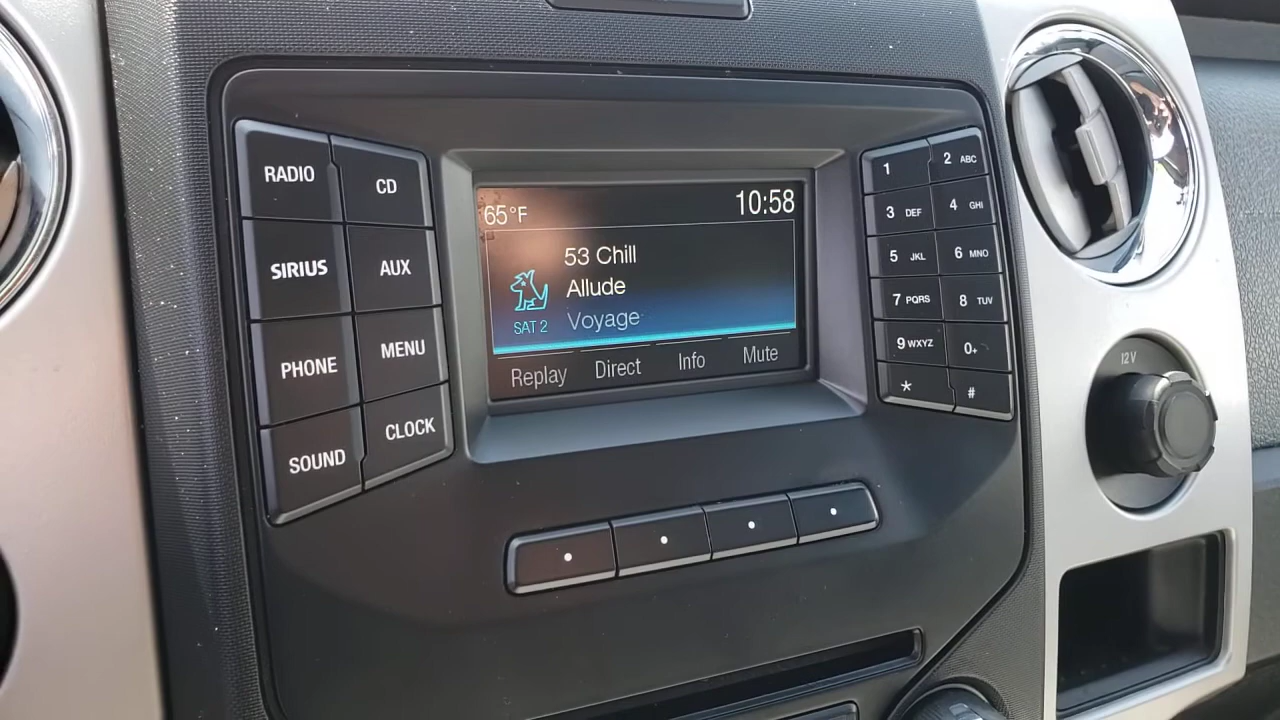 RADIO
CD
SIRIUS
AUX
PHONE
MENU
SOUND
CLOCK
65°F
10:58
53 Chill
Allude
SAT 2
Voyage
Replay Direct Info Mute
1
2 ABC
3 DEF
4 GHI
5 JKL
6 MNO
7 PQRS
8 TUV
9 WXYZ
0+
*
#
12V